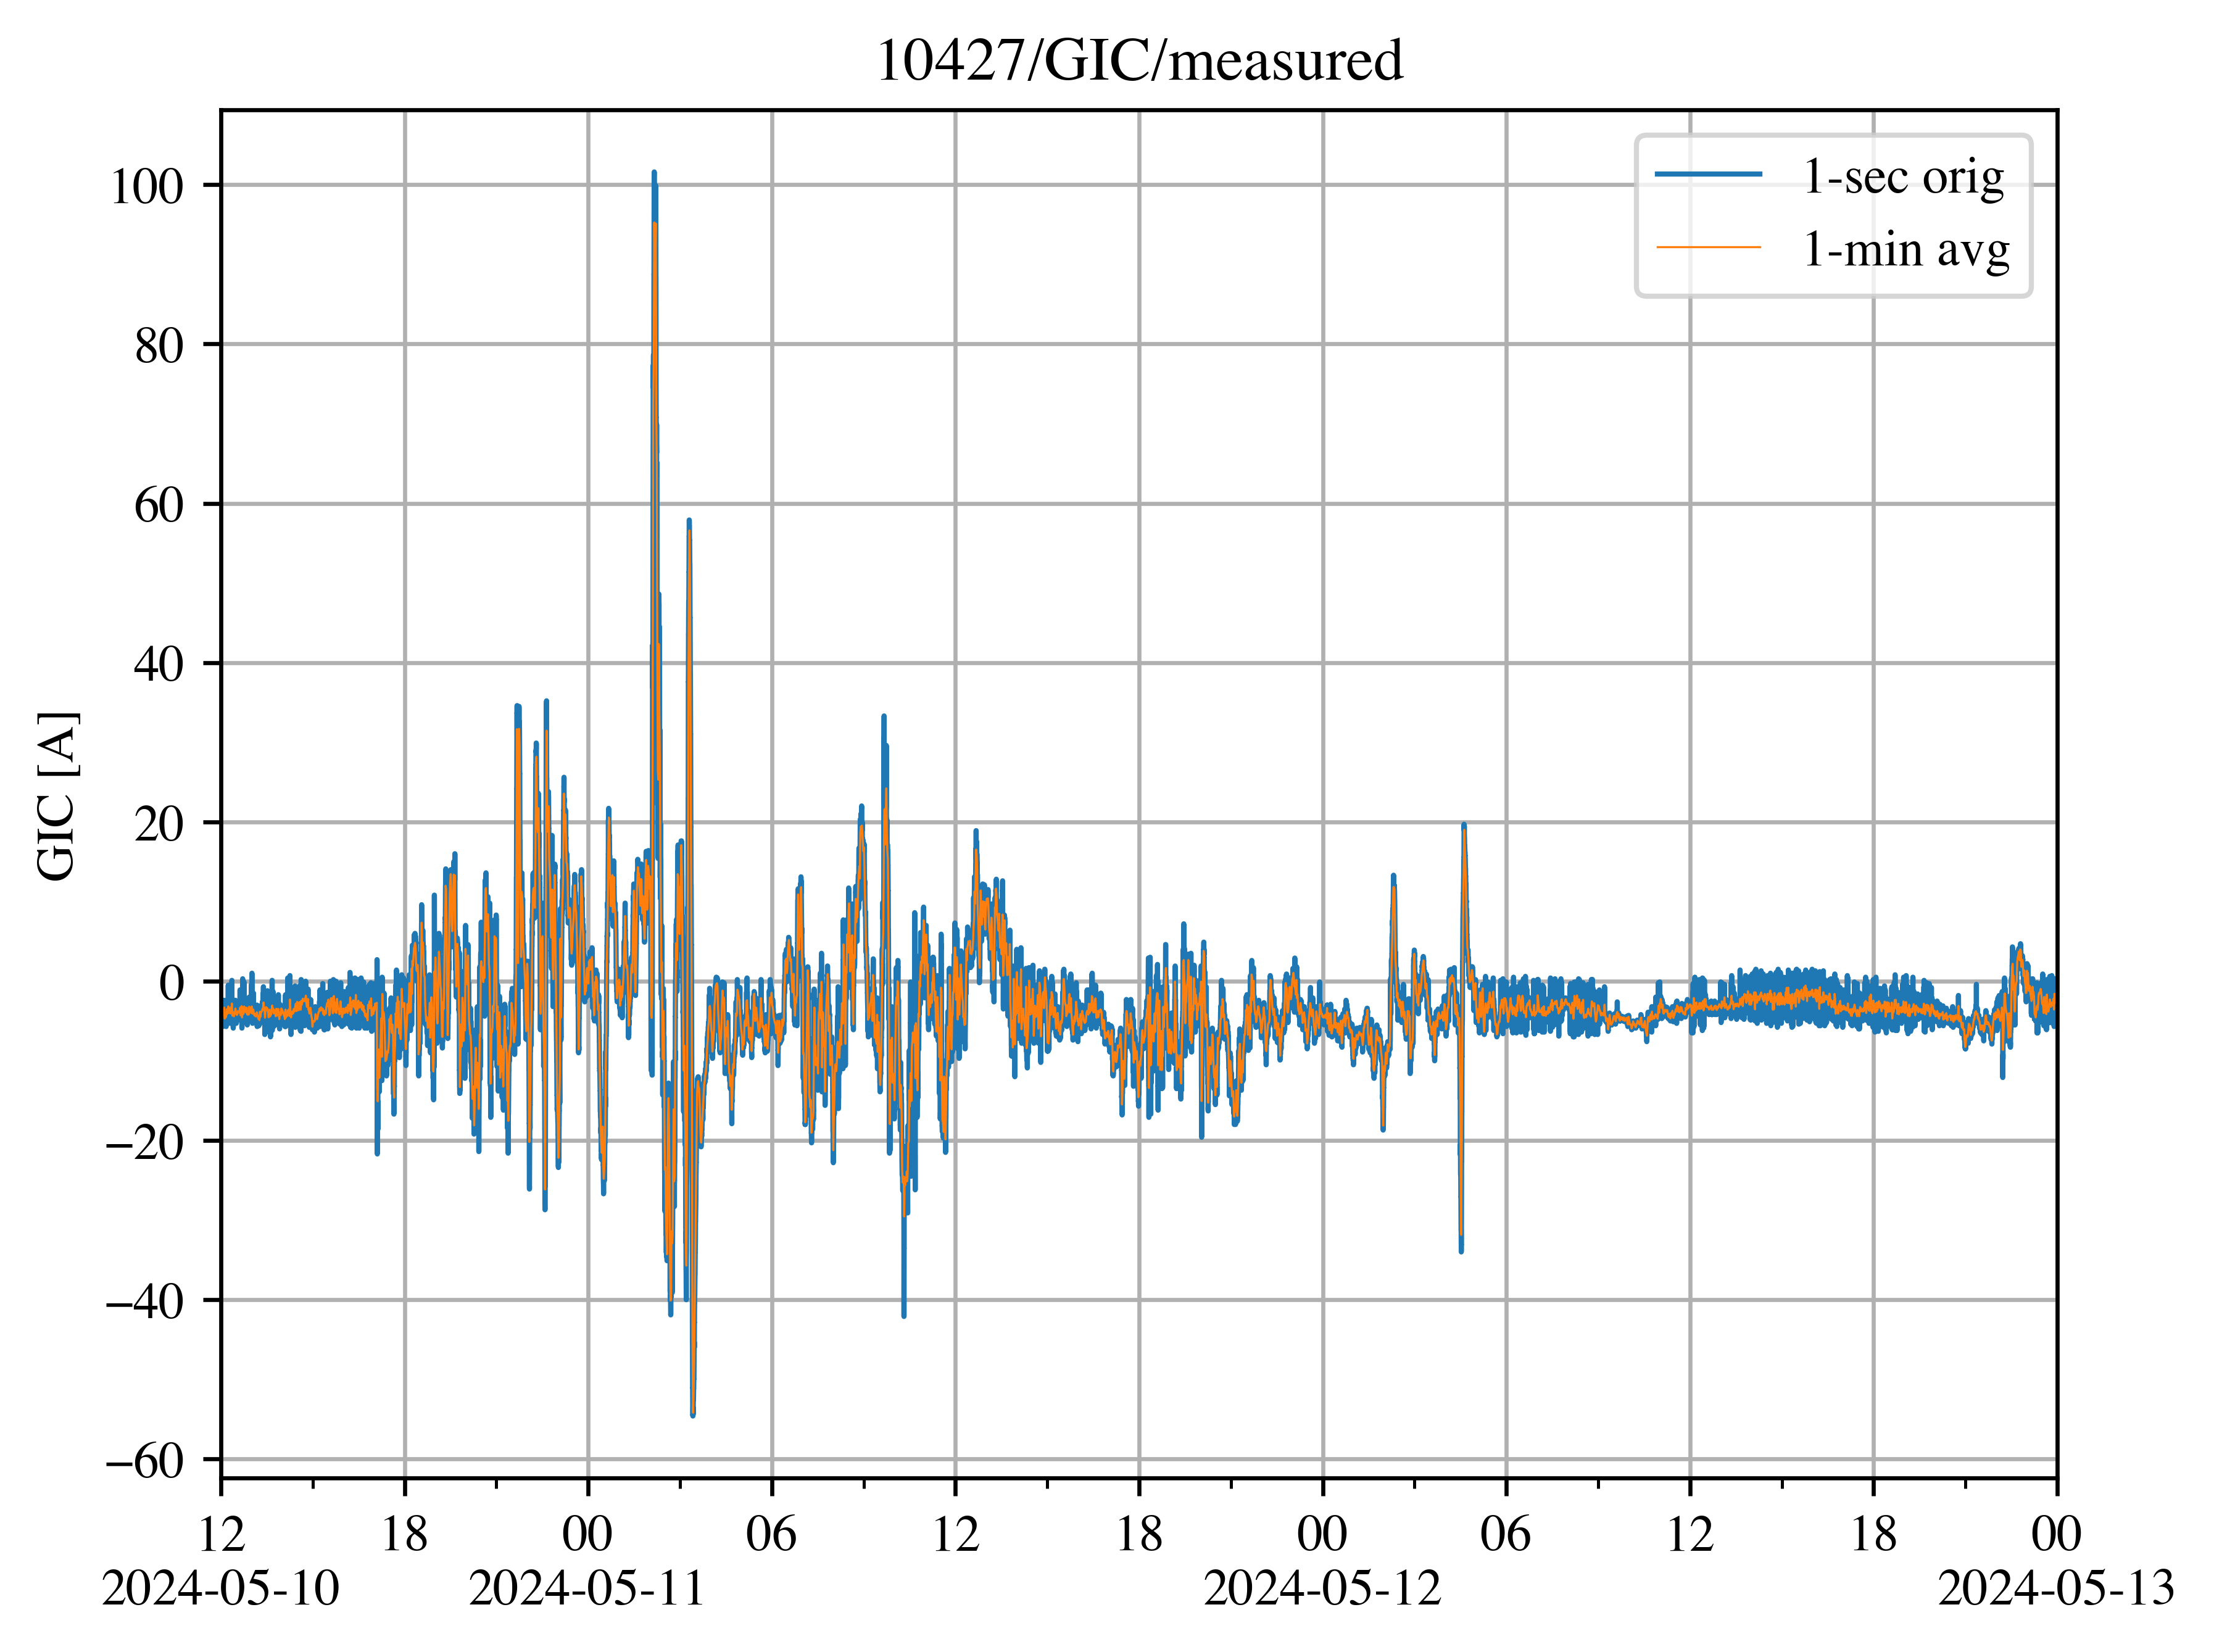 10427/GIC/measured
1-sec orig
1-min avg
GIC [A]
100
80
60
40
20
0
−20
−40
−60
12 18 00 06 12 18 00 06 12 18 00
2024-05-10 2024-05-11 2024-05-12 2024-05-13